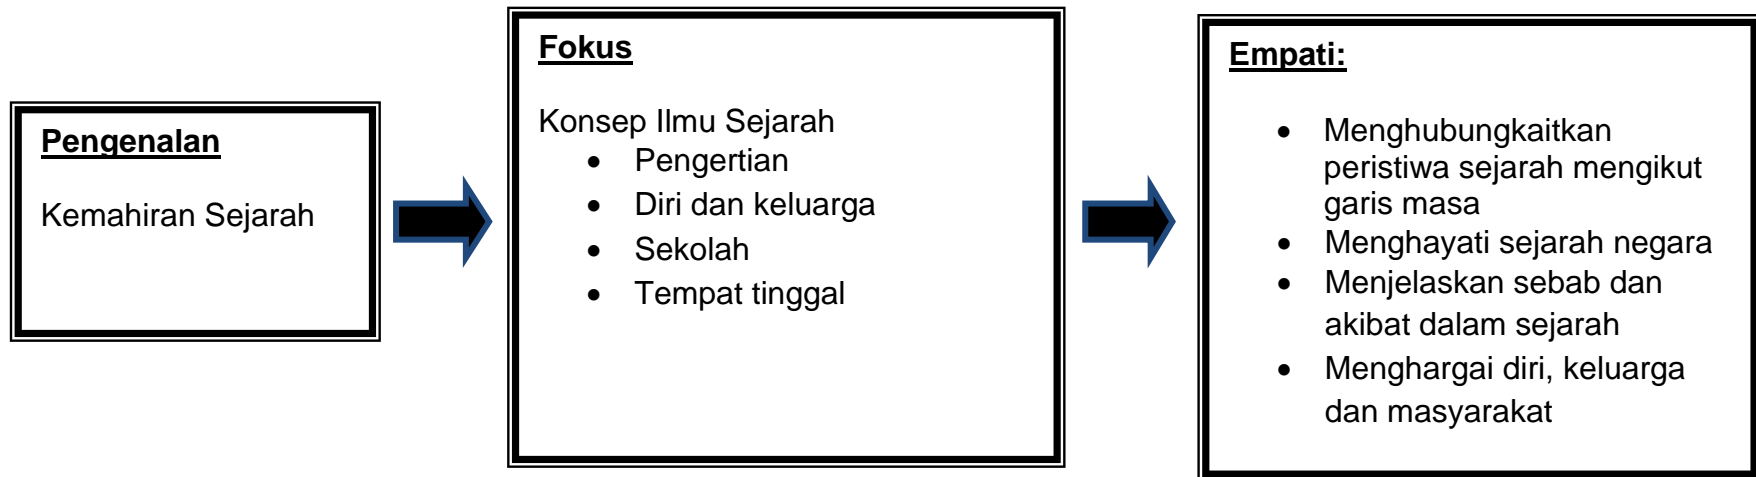 Pengenalan
Kemahiran Sejarah
Fokus
Konsep Ilmu Sejarah
• Pengertian
• Diri dan keluarga
• Sekolah
• Tempat tinggal
Empati:
• Menghubungkaitkan
peristiwa sejarah mengikut
garis masa
• Menghayati sejarah negara
• Menjelaskan sebab dan
akibat dalam sejarah
• Menghargai diri, keluarga
dan masyarakat